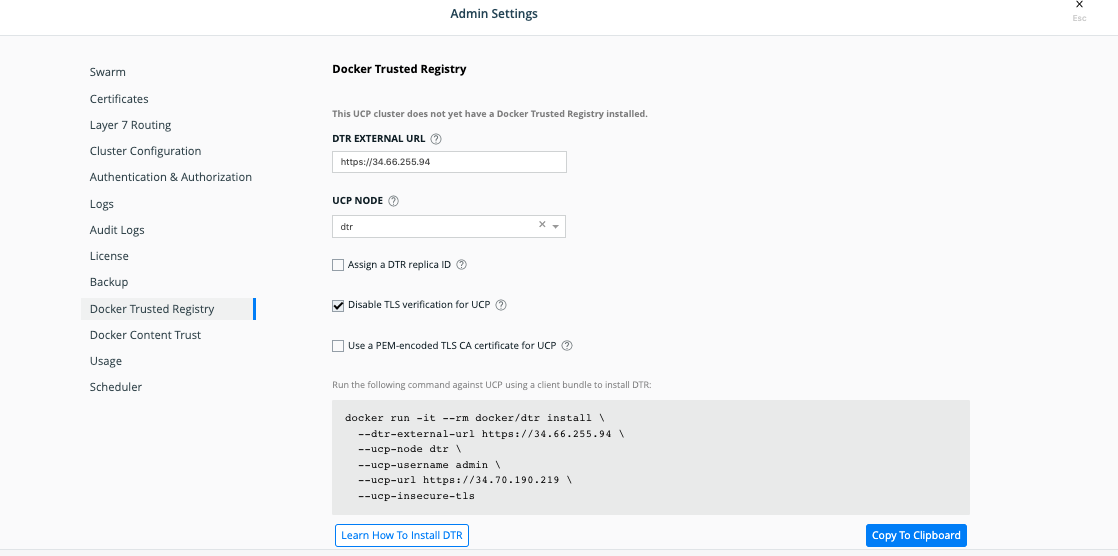 Admin Settings
×
Esc
Swarm
Certificates
Layer 7 Routing
Cluster Configuration
Authentication & Authorization
Logs
Audit Logs
License
Backup
Docker Trusted Registry
Docker Content Trust
Usage
Scheduler
Docker Trusted Registry
This UCP cluster does not yet have a Docker Trusted Registry installed.
DTR EXTERNAL URL ?
https://34.66.255.94
UCP NODE ?
dtr ×
Assign a DTR replica ID ?
Disable TLS verification for UCP ?
Use a PEM-encoded TLS CA certificate for UCP ?
Run the following command against UCP using a client bundle to install DTR:
docker run -it --rm docker/dtr install \
--dtr-external-url https://34.66.255.94 \
--ucp-node dtr \
--ucp-username admin \
--ucp-url https://34.70.190.219 \
--ucp-insecure-tls
Learn How To Install DTR
Copy To Clipboard